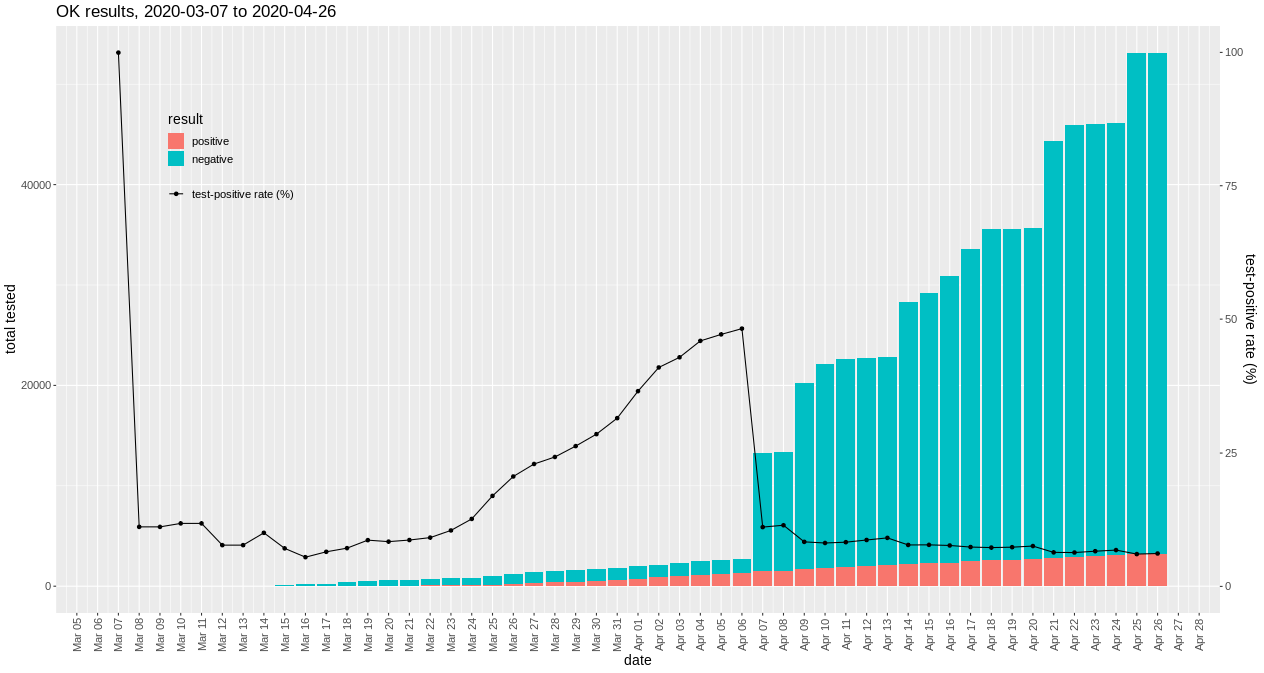 OK results, 2020-03-07 to 2020-04-26
result
positive
negative
test-positive rate (%)
total tested
40000
20000
0
100
75
50
25
0
test-positive rate (%)
Mar 05
Mar 06
Mar 07
Mar 08
Mar 09
Mar 10
Mar 11
Mar 12
Mar 13
Mar 14
Mar 15
Mar 16
Mar 17
Mar 18
Mar 19
Mar 20
Mar 21
Mar 22
Mar 23
Mar 24
Mar 25
Mar 26
Mar 27
Mar 28
Mar 29
Mar 30
Mar 31
Apr 01
Apr 02
Apr 03
Apr 04
Apr 05
Apr 06
Apr 07
Apr 08
Apr 09
Apr 10
Apr 11
Apr 12
Apr 13
Apr 14
Apr 15
Apr 16
Apr 17
Apr 18
Apr 19
Apr 20
Apr 21
Apr 22
Apr 23
Apr 24
Apr 25
Apr 26
Apr 27
Apr 28
date